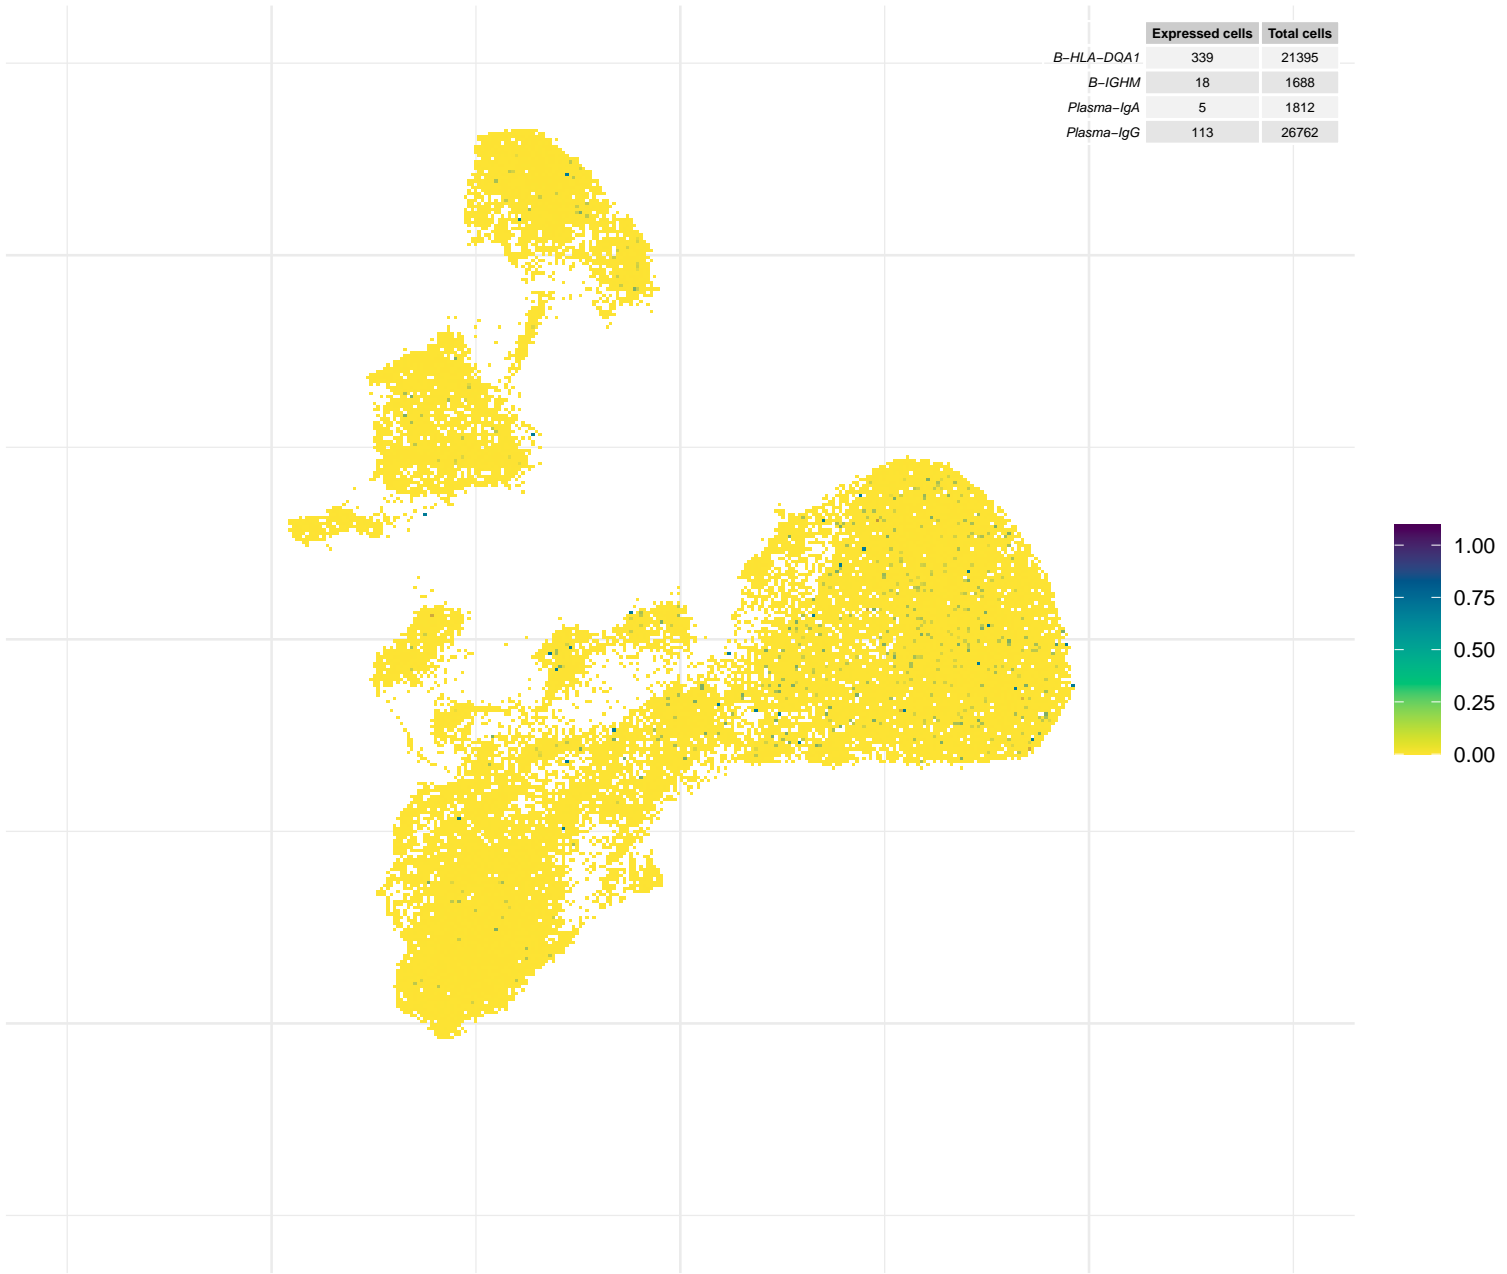 Expressed cells Total cells
B−HLA−DQA1 339 21395
B−IGHM 18 1688
Plasma−IgA 5 1812
Plasma−IgG 113 26762
1.00
0.75
0.50
0.25
0.00